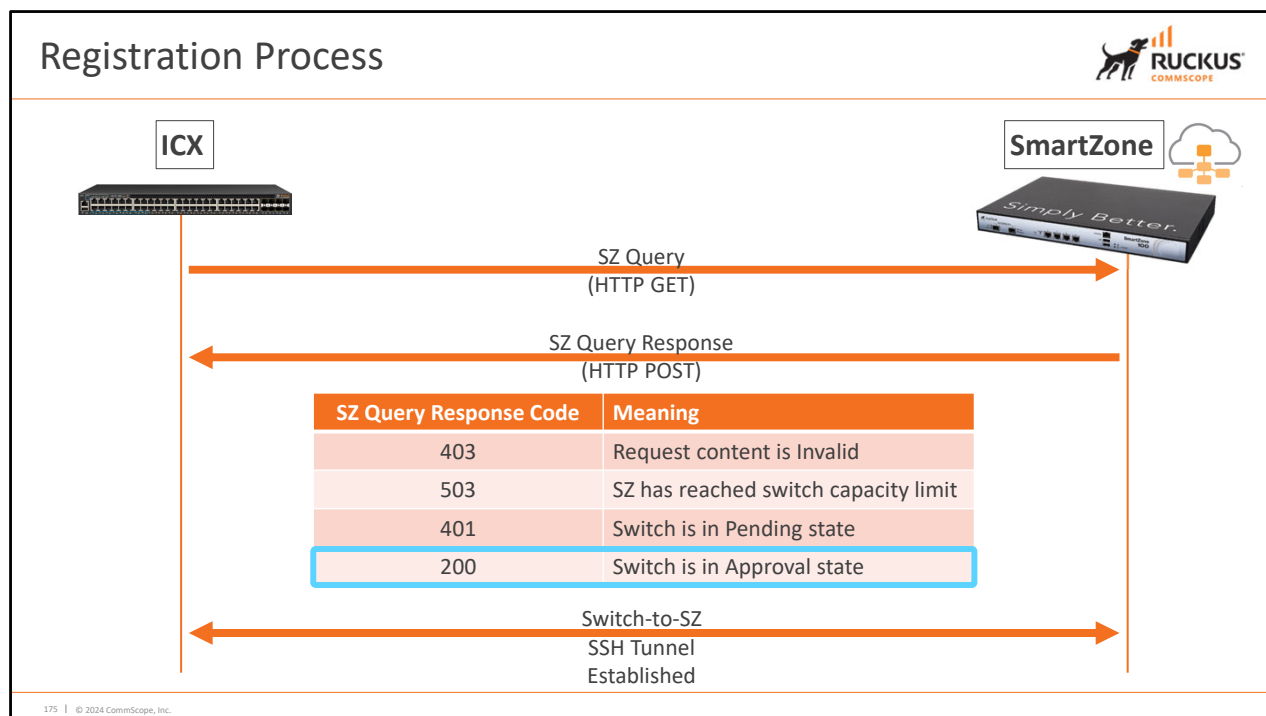 Registration Process
RUCKUS
COMMSCOPE
ICX
SmartZone
Simply Better.
SmartZone
100
SZ Query
(HTTP GET)
SZ Query Response
(HTTP POST)
SZ Query Response Code Meaning
403 Request content is Invalid
503 SZ has reached switch capacity limit
401 Switch is in Pending state
200 Switch is in Approval state
Switch-to-SZ
SSH Tunnel
Established
175 | © 2024 CommScope, Inc.